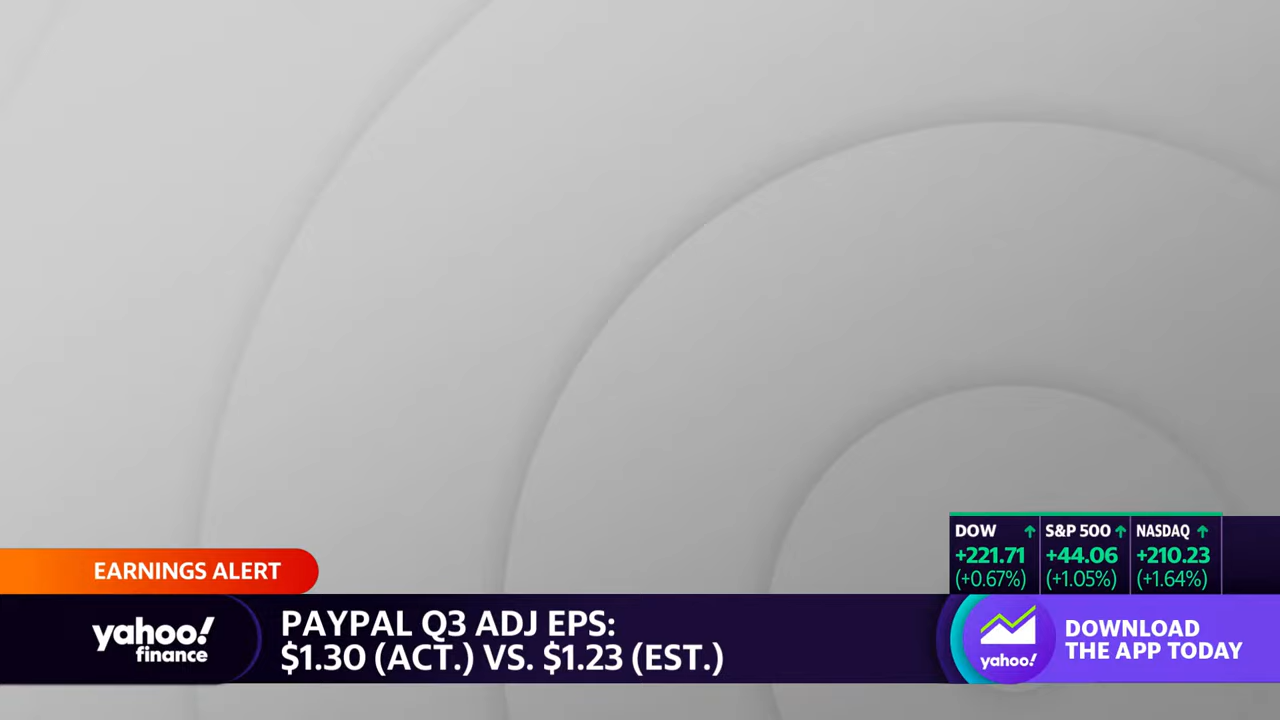 DOW
+221.71
(+0.67%)
S&P 500
+44.06
(+1.05%)
NASDAQ
+210.23
(+1.64%)
EARNINGS ALERT
yahoo!
finance
PAYPAL Q3 ADJ EPS:
$1.30 (ACT.) VS. $1.23 (EST.)
yahoo!
DOWNLOAD
THE APP TODAY